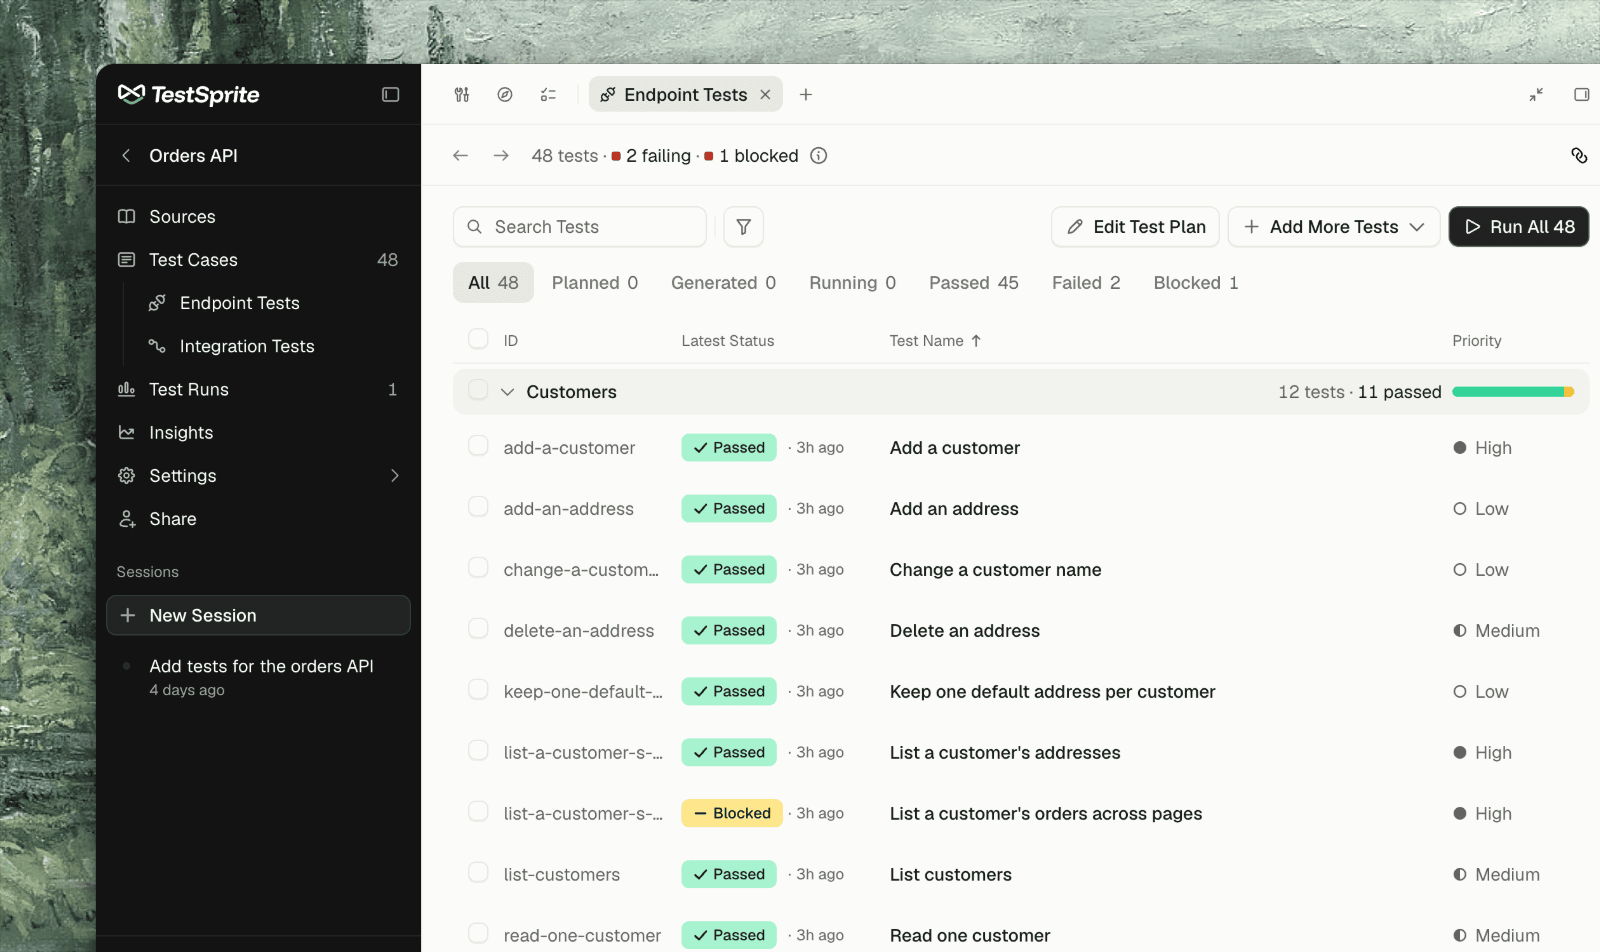 TestSprite
Orders API
Sources
Test Cases 48
Endpoint Tests
Integration Tests
Test Runs 1
Insights
Settings
Share
Sessions
New Session
Add tests for the orders API
4 days ago
Endpoint Tests
48 tests · 2 failing · 1 blocked
Search Tests
Edit Test Plan
Add More Tests
Run All 48
All 48 Planned 0 Generated 0 Running 0 Passed 45 Failed 2 Blocked 1
ID Latest Status Test Name ↑ Priority
Customers 12 tests · 11 passed
add-a-customer Passed · 3h ago Add a customer High
add-an-address Passed · 3h ago Add an address Low
change-a-custom... Passed · 3h ago Change a customer name Low
delete-an-address Passed · 3h ago Delete an address Medium
keep-one-default-... Passed · 3h ago Keep one default address per customer Low
list-a-customer-s-... Passed · 3h ago List a customer's addresses High
list-a-customer-s-... Blocked · 3h ago List a customer's orders across pages High
list-customers Passed · 3h ago List customers Medium
read-one-customer Passed · 3h ago Read one customer Medium